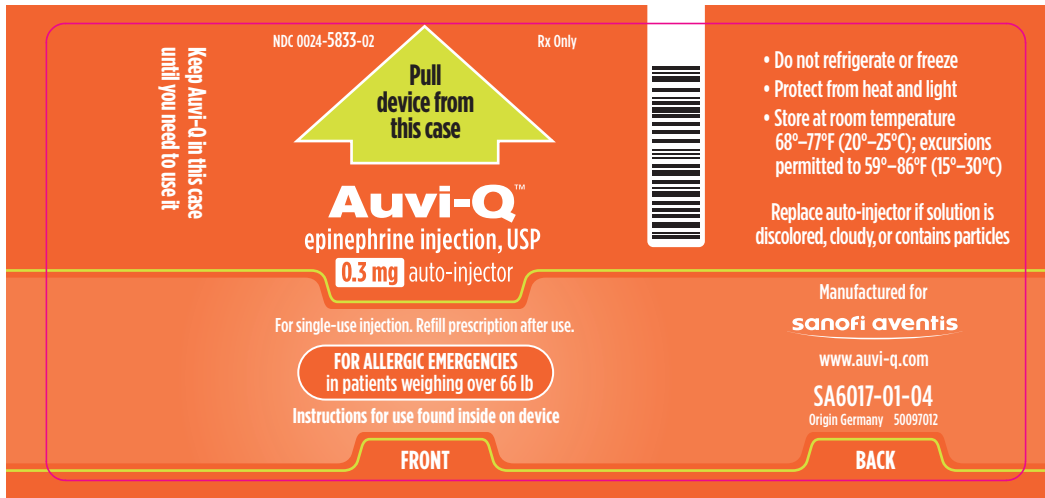 Keep Auvi-Q in this case
until you need to use it
NDC 0024-5833-02
Rx Only
Pull
device from
this case
Auvi-Q™
epinephrine injection, USP
0.3 mg auto-injector
For single-use injection. Refill prescription after use.
FOR ALLERGIC EMERGENCIES
in patients weighing over 66 lb
Instructions for use found inside on device
FRONT
• Do not refrigerate or freeze
• Protect from heat and light
• Store at room temperature
68°–77°F (20°–25°C); excursions
permitted to 59°–86°F (15°–30°C)
Replace auto-injector if solution is
discolored, cloudy, or contains particles
Manufactured for
sanofi aventis
www.auvi-q.com
SA6017-01-04
Origin Germany 50097012
BACK